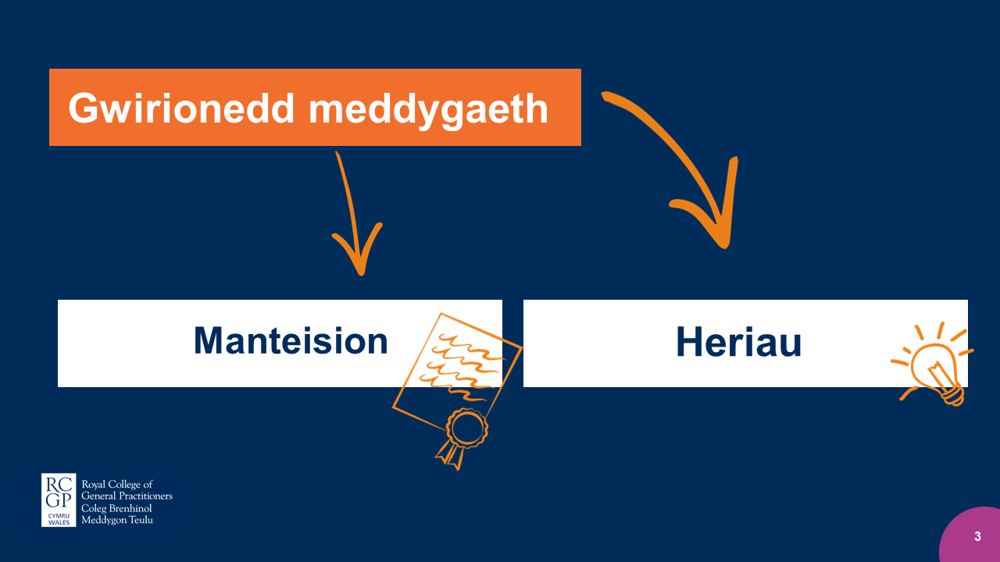 Gwirionedd meddygaeth
Manteision
Heriau
RC
GP
CYMRU
WALES
Royal College of
General Practitioners
Coleg Brenhinol
Meddygon Teulu
3